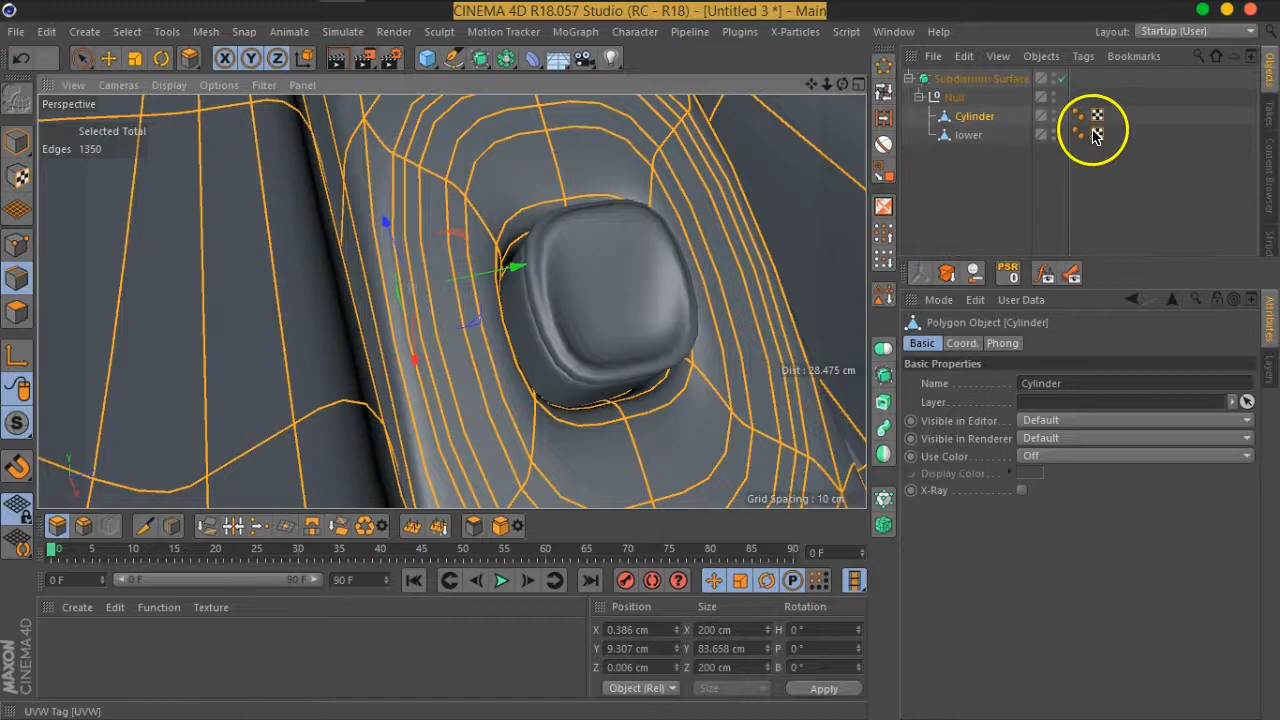 CINEMA 4D R18.057 Studio (RC - R18) - [Untitled 3 *] - Main
File Edit Create Select Tools Mesh Snap Animate Simulate Render Sculpt Motion Tracker MoGraph Character Pipeline Plugins X-Particles Script Window Help Layout: Startup (User)
File Edit View Objects Tags Bookmarks
View Cameras Display Options Filter Panel
Perspective
Selected Total
Edges 1350
Subdivision Surface
Null
Cylinder
lower
Objects
Takes
Content Browser
PSR
0
Mode Edit User Data
Polygon Object [Cylinder]
Basic Coord. Phong
Basic Properties
Name Cylinder
Layer
Visible in Editor Default
Visible in Renderer Default
Use Color Off
Display Color
X-Ray
Attributes
Layers
Dist : 28.475 cm
Grid Spacing : 10 cm
0 5 10 15 20 25 30 35 40 45 50 55 60 65 70 75 80 85 90 0 F
0 F 0 F 90 F 90 F
Create Edit Function Texture
Position Size Rotation
X 0.386 cm X 200 cm H 0 °
Y 9.307 cm Y 83.658 cm P 0 °
Z 0.006 cm Z 200 cm B 0 °
Object (Rel) Size Apply
MAXON
CINEMA 4D
UVW Tag [UVW]